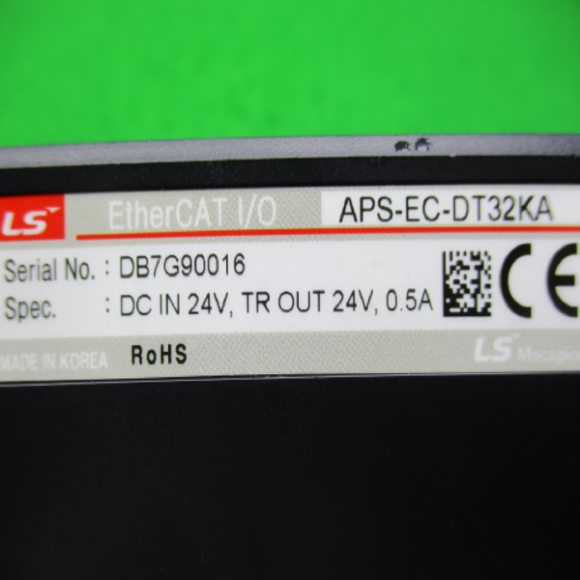 LS EtherCAT I/O APS-EC-DT32KA
Serial No. : DB7G90016
Spec. : DC IN 24V, TR OUT 24V, 0.5A
CE
MADE IN KOREA RoHS LS Mecapion